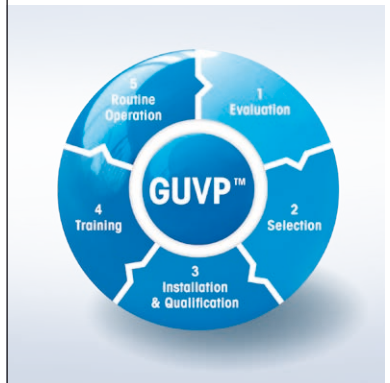 1
Evaluation
2
Selection
3
Installation
& Qualification
4
Training
5
Routine
Operation
GUVP™